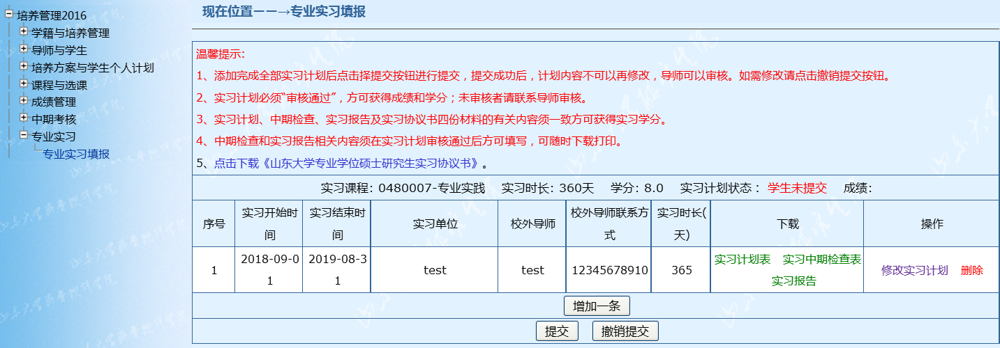 培养管理2016
学籍与培养管理
导师与学生
培养方案与学生个人计划
课程与选课
成绩管理
中期考核
专业实习
专业实习填报
现在位置－－→专业实习填报
温馨提示:
1、添加完成全部实习计划后点击择提交按钮进行提交，提交成功后，计划内容不可以再修改，导师可以审核。如需修改请点击撤销提交按钮。
2、实习计划必须“审核通过”，方可获得成绩和学分；未审核者请联系导师审核。
3、实习计划、中期检查、实习报告及实习协议书四份材料的有关内容须一致方可获得实习学分。
4、中期检查和实习报告相关内容须在实习计划审核通过后方可填写，可随时下载打印。
5、点击下载《山东大学专业学位硕士研究生实习协议书》。
实习课程: 0480007-专业实践 实习时长: 360天 学分: 8.0 实习计划状态： 学生未提交 成绩:
序号 实习开始时 实习结束时 实习单位 校外导师 校外导师联系方 实习时长( 下载 操作
间 间 式 天)
1 2018-09-0 2019-08-3 test test 12345678910 365 实习计划表 实习中期检查表 修改实习计划 删除
1 1 实习报告
增加一条
提交 撤销提交